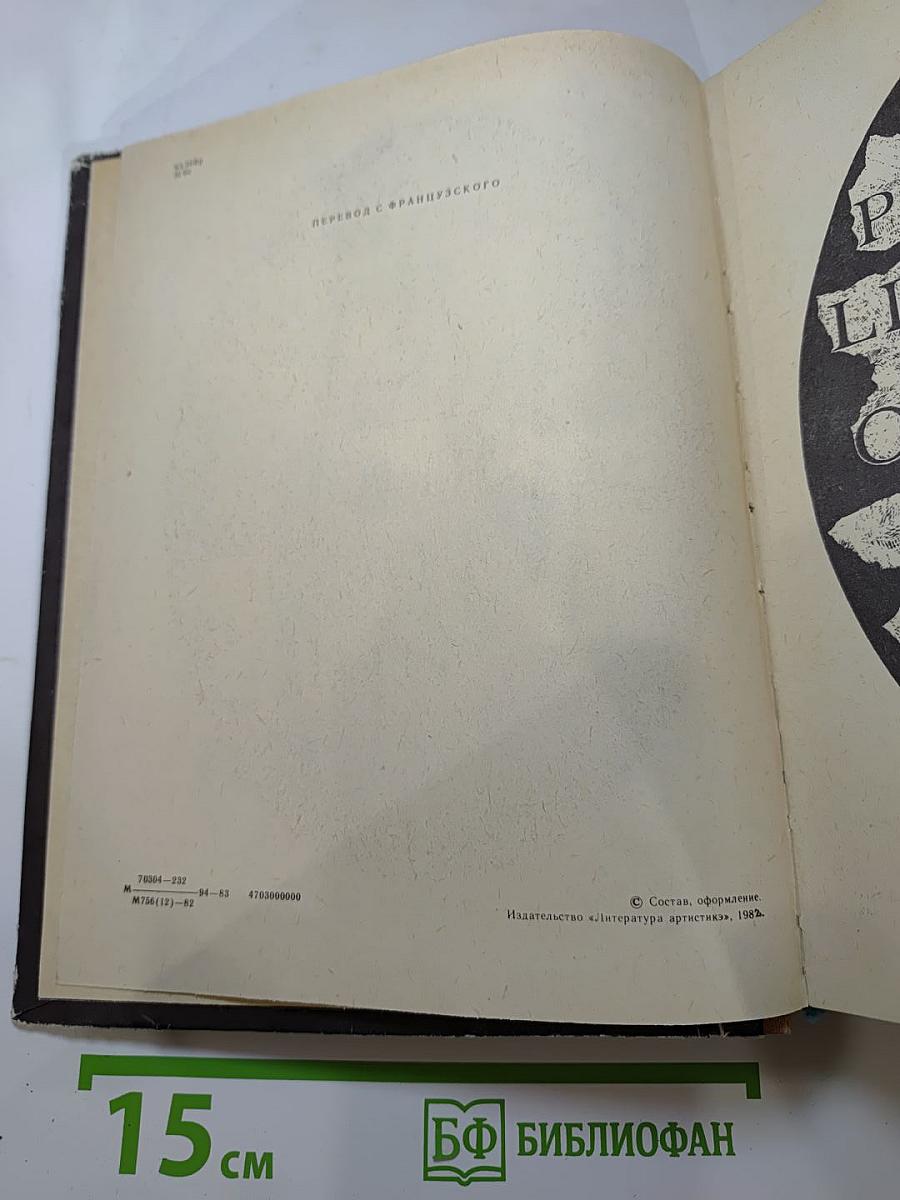 ПЕРЕВОД С ФРАНЦУЗСКОГО
P
LE
O
70304—232
М 94—83 4703000000
М756(12)—82
© Состав, оформление.
Издательство «Литература артистикэ», 1982.
15 см
БФ БИБЛИОФАН